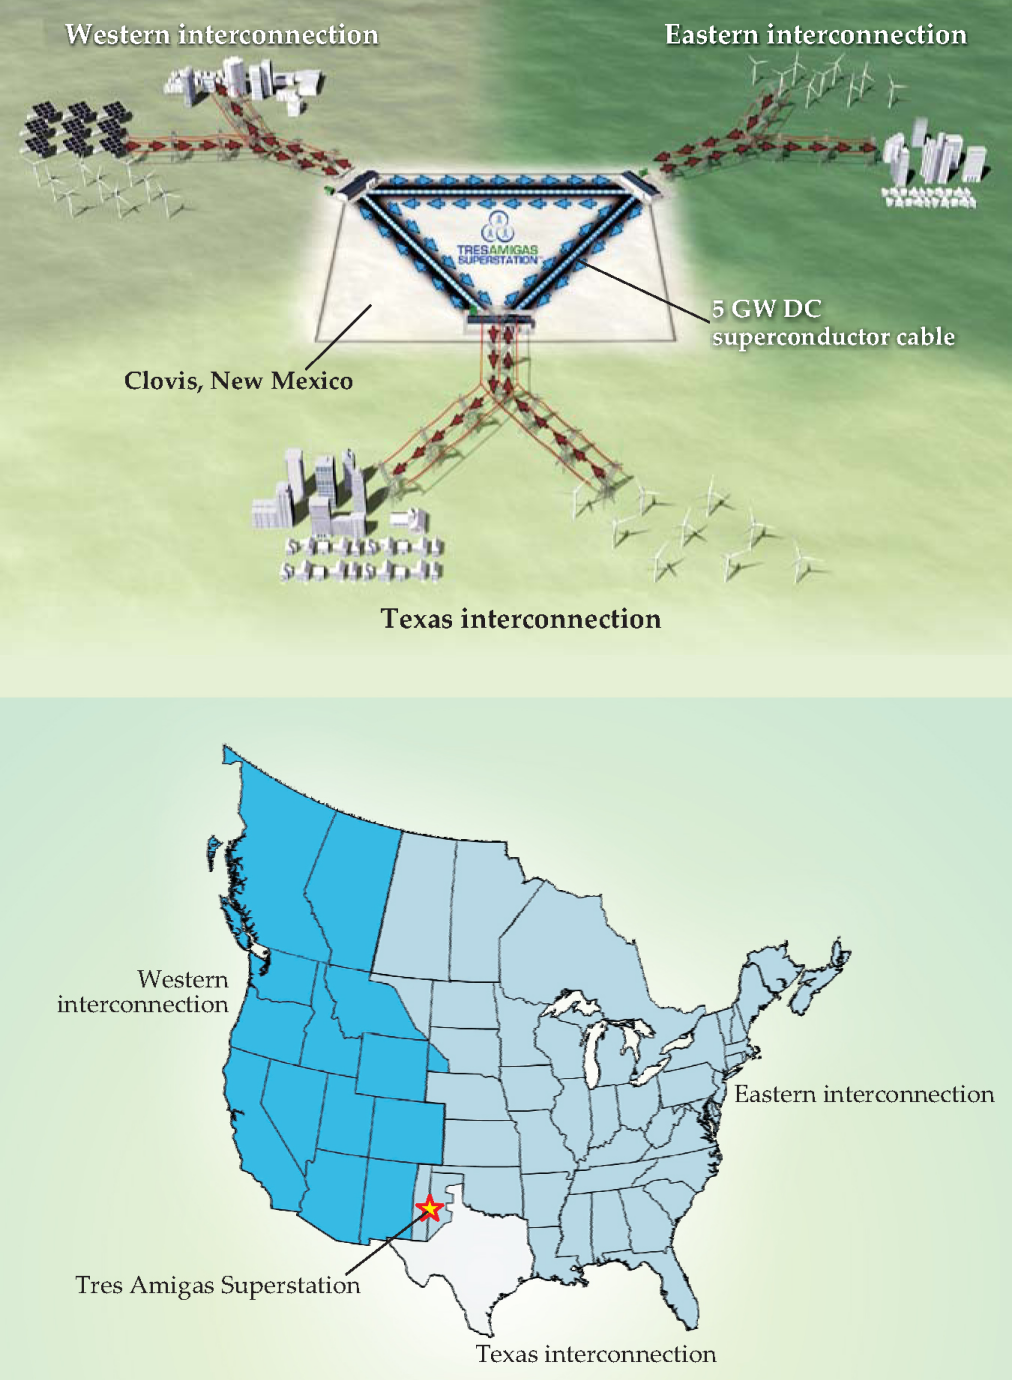 Western interconnection
Eastern interconnection
TRESAMIGAS
SUPERSTATION
5 GW DC
superconductor cable
Clovis, New Mexico
Texas interconnection
Western
interconnection
Eastern interconnection
Tres Amigas Superstation
Texas interconnection